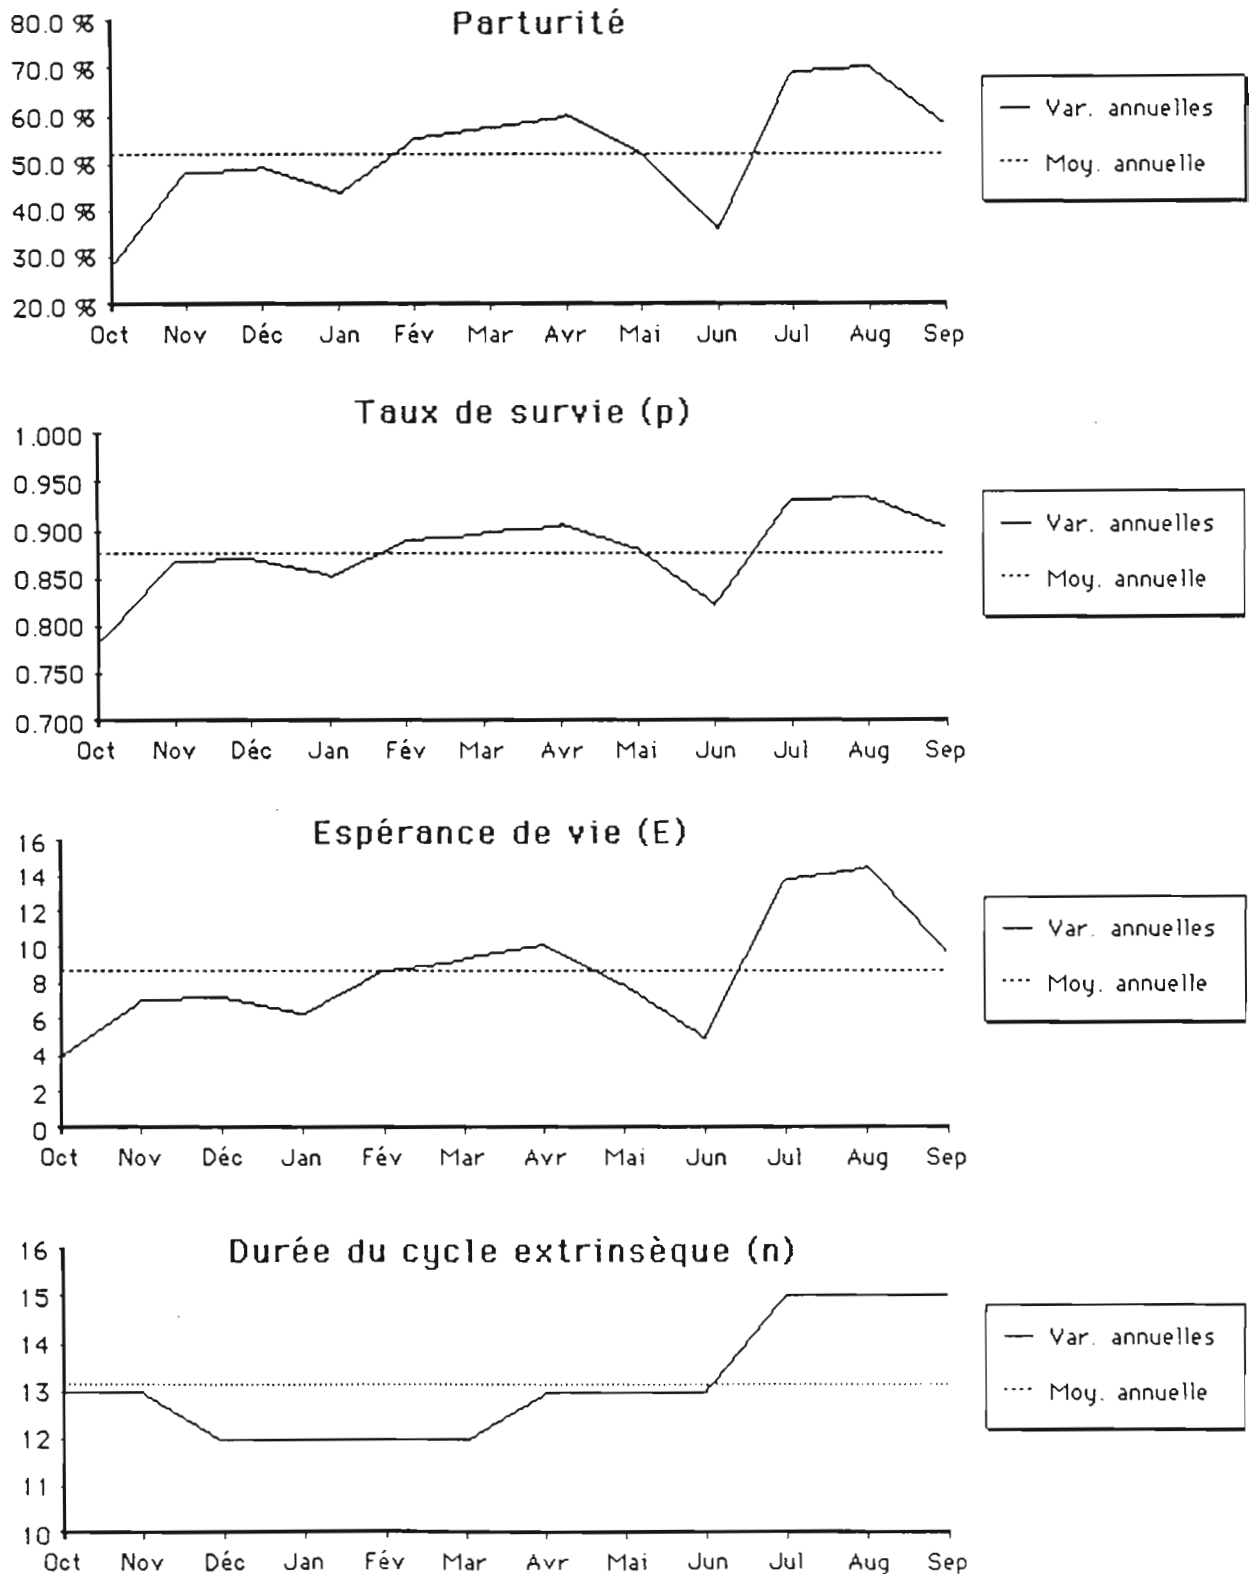 Parturité
80.0 %
70.0 %
60.0 %
50.0 %
40.0 %
30.0 %
20.0 %
Oct Nov Déc Jan Fév Mar Avr Mai Jun Jul Aug Sep
Var. annuelles
Moy. annuelle
Taux de survie (p)
1.000
0.950
0.900
0.850
0.800
0.750
0.700
Oct Nov Déc Jan Fév Mar Avr Mai Jun Jul Aug Sep
Var. annuelles
Moy. annuelle
Espérance de vie (E)
16
14
12
10
8
6
4
2
0
Oct Nov Déc Jan Fév Mar Avr Mai Jun Jul Aug Sep
Var. annuelles
Moy. annuelle
Durée du cycle extrinsèque (n)
16
15
14
13
12
11
10
Oct Nov Déc Jan Fév Mar Avr Mai Jun Jul Aug Sep
Var. annuelles
Moy. annuelle